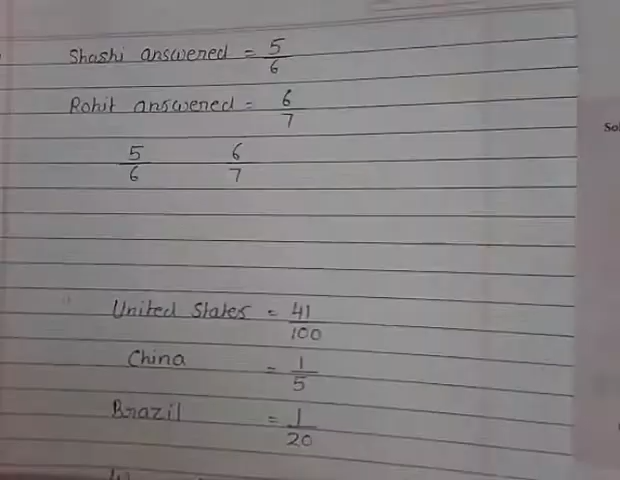 Shashi answered = 5/6
Rohit answered = 6/7
5/6 6/7
United States = 41/100
China = 1/5
Brazil = 1/20